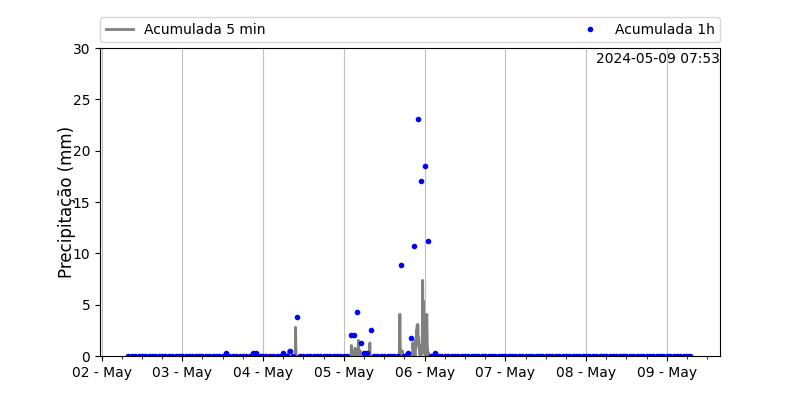 Acumulada 5 min
Acumulada 1h
2024-05-09 07:53
Precipitação (mm)
30
25
20
15
10
5
0
02 - May 03 - May 04 - May 05 - May 06 - May 07 - May 08 - May 09 - May